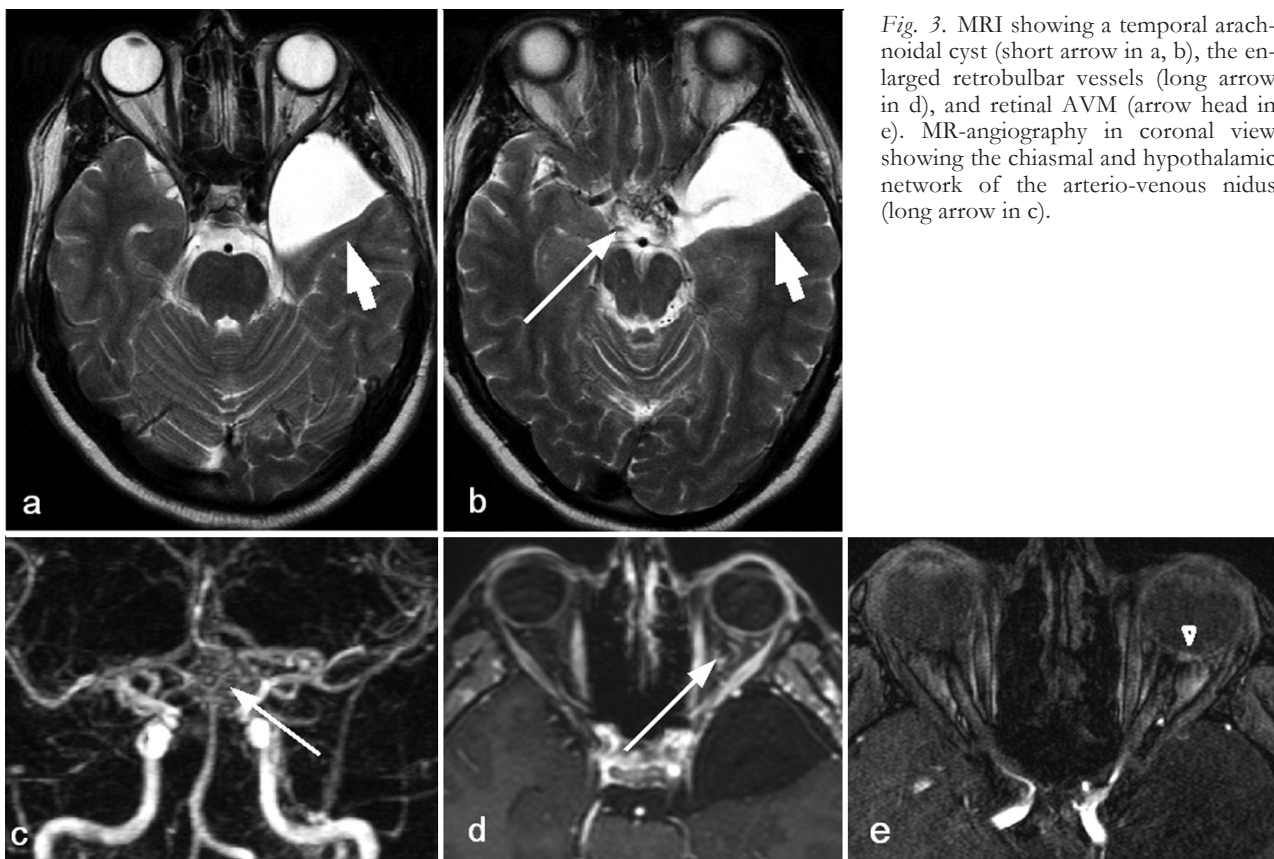 Fig. 3. MRI showing a temporal arach-
noidal cyst (short arrow in a, b), the en-
larged retrobulbar vessels (long arrow
in d), and retinal AVM (arrow head in
e). MR-angiography in coronal view
showing the chiasmal and hypothalamic
network of the arterio-venous nidus
(long arrow in c).
a
b
c
d
e